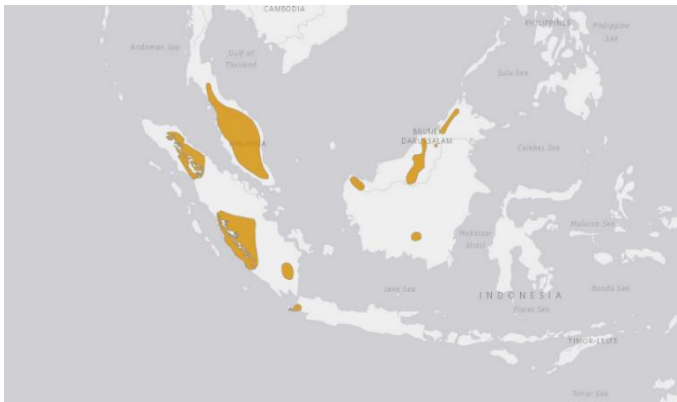 CAMBODIA
PHILIPPINES
Philippine
Sea
Andaman Sea
Gulf of
Thailand
Sulu Sea
BRUNEI
DARUSSALAM
Celebes Sea
Makassar
Strait
Molucca Sea
Java Sea
INDONESIA
Banda Sea
Flores Sea
TIMOR-LESTE
Timor Sea